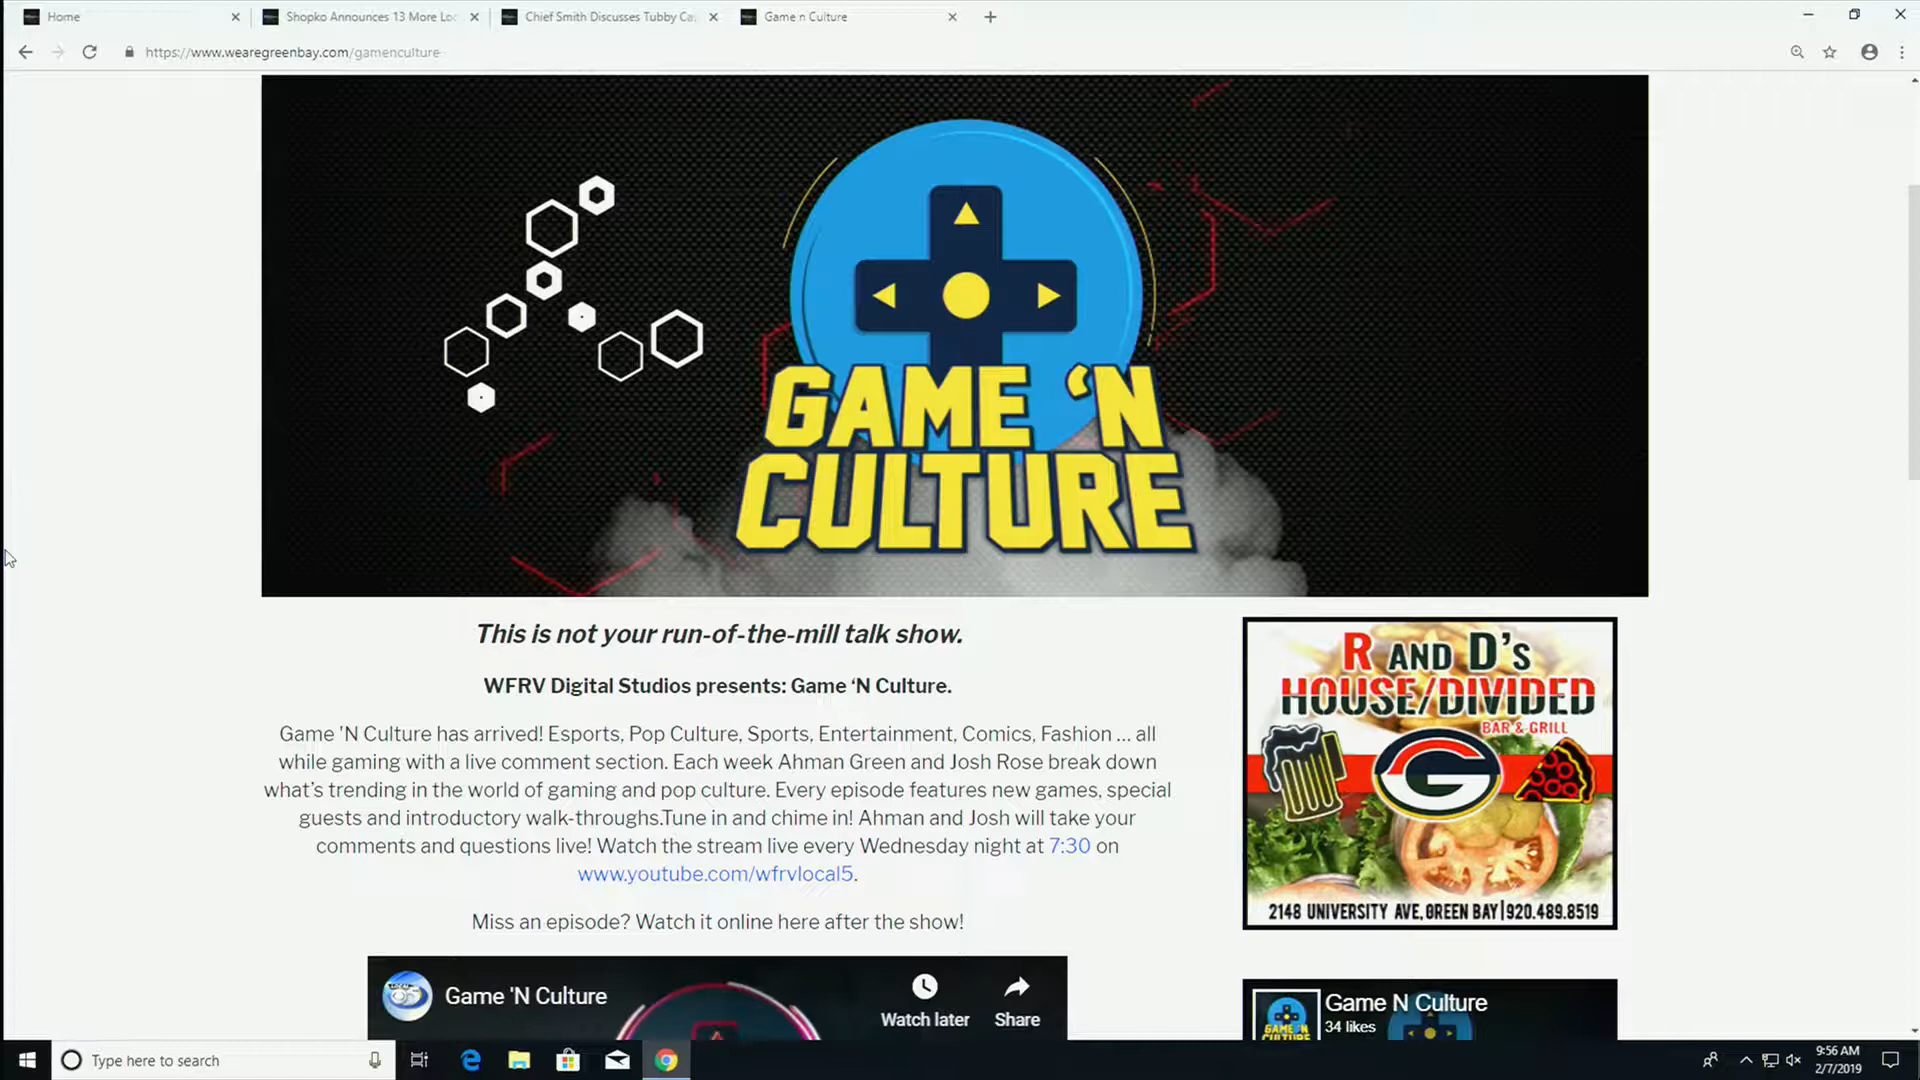 Home
Shopko Announces 13 More Loc
Chief Smith Discusses Tubby Ca
Game n Culture
https://www.wearegreenbay.com/gamenculture
GAME 'N
CULTURE
This is not your run-of-the-mill talk show.
WFRV Digital Studios presents: Game ‘N Culture.
Game 'N Culture has arrived! Esports, Pop Culture, Sports, Entertainment, Comics, Fashion ... all
while gaming with a live comment section. Each week Ahman Green and Josh Rose break down
what’s trending in the world of gaming and pop culture. Every episode features new games, special
guests and introductory walk-throughs.Tune in and chime in! Ahman and Josh will take your
comments and questions live! Watch the stream live every Wednesday night at 7:30 on
www.youtube.com/wfrvlocal5.
Miss an episode? Watch it online here after the show!
Game 'N Culture
Watch later
Share
R AND D's
HOUSE/DIVIDED
BAR & GRILL
G
2148 UNIVERSITY AVE, GREEN BAY|920.489.8519
GAME 'N
CULTURE
Game N Culture
34 likes
Type here to search
9:56 AM
2/7/2019